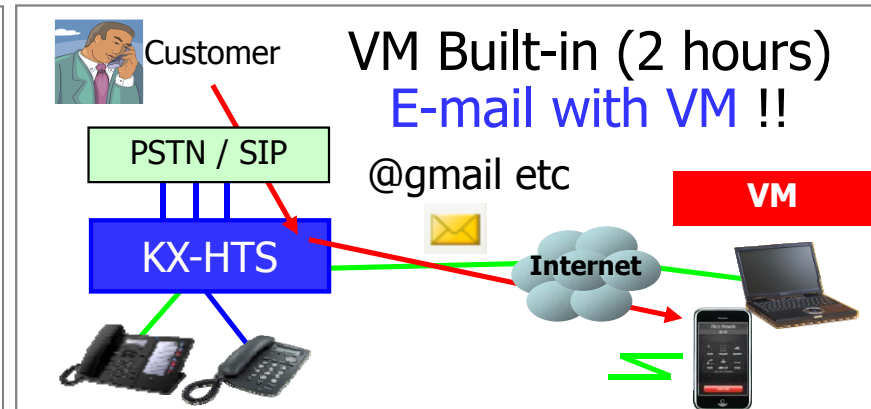 Customer
VM Built-in (2 hours)
E-mail with VM !!
PSTN / SIP
@gmail etc
VM
KX-HTS
Internet